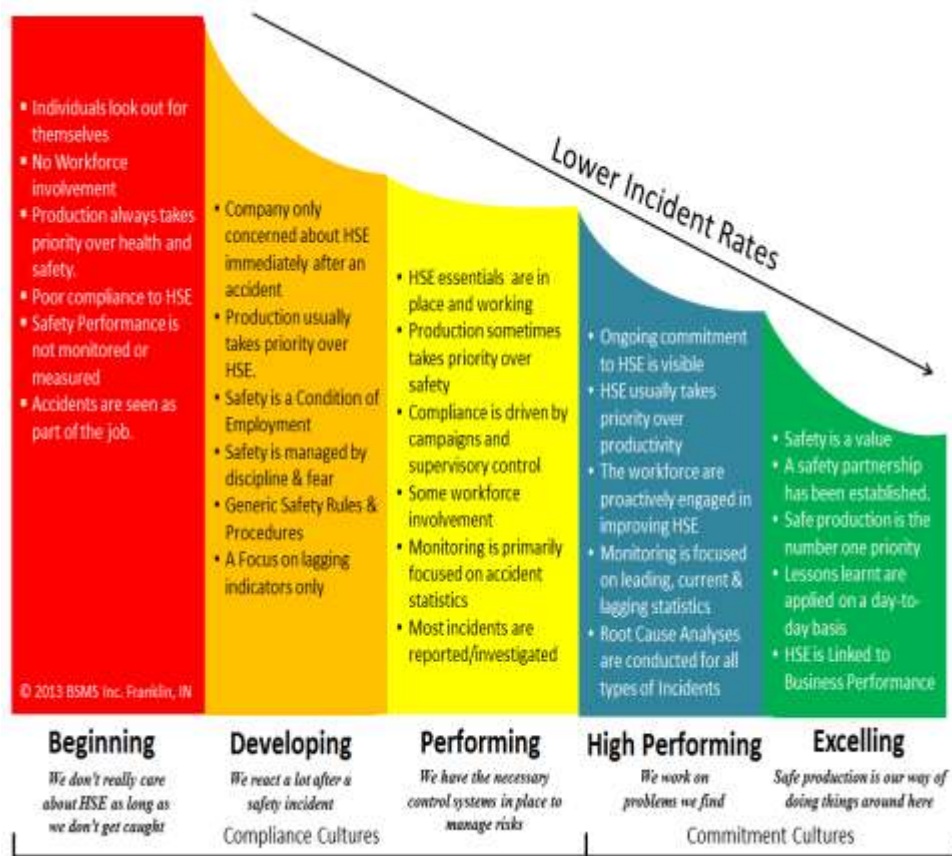 Lower Incident Rates
▪ Individuals look out for
themselves
▪ No Workforce
involvement
▪ Production always takes
priority over health and
safety.
▪ Poor compliance to HSE
▪ Safety Performance is
not monitored or
measured
▪ Accidents are seen as
part of the job.
© 2013 BSMS Inc. Franklin, IN
• Company only
concerned about HSE
immediately after an
accident
• Production usually
takes priority over
HSE.
• Safety is a Condition of
Employment
• Safety is managed by
discipline & fear
• Generic Safety Rules &
Procedures
• A Focus on lagging
indicators only
• HSE essentials are in
place and working
• Production sometimes
takes priority over
safety
• Compliance is driven by
campaigns and
supervisory control
• Some workforce
involvement
• Monitoring is primarily
focused on accident
statistics
• Most incidents are
reported/investigated
• Ongoing commitment
to HSE is visible
• HSE usually takes
priority over
productivity
• The workforce are
proactively engaged in
improving HSE
• Monitoring is focused
on leading, current &
lagging statistics
• Root Cause Analyses
are conducted for all
types of Incidents
• Safety is a value
• A safety partnership
has been established.
• Safe production is the
number one priority
• Lessons learnt are
applied on a day-to-
day basis
• HSE is Linked to
Business Performance
Beginning
We don't really care
about HSE as long as
we don't get caught
Developing
We react a lot after a
safety incident
Performing
We have the necessary
control systems in place to
manage risks
High Performing
We work on
problems we find
Excelling
Safe production is our way of
doing things around here
Compliance Cultures
Commitment Cultures